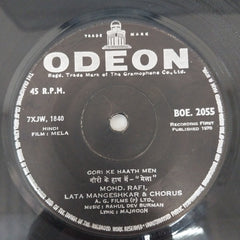 TRADE MARK
ODEON
Regd. Trade Mark of The Gramophone Co. Ltd.
45 R.P.M.
BOE. 2055
7XJW, 1840
RECORDING FIRST
PUBLISHED 1970
HINDI
FILM : MELA
GORI KE HAATH MEN
गोरी के हाथ में - "मेला"
MOHD. RAFI,
LATA MANGESHKAR & CHORUS
A. G. FILMS (P) LTD.,
MUSIC : RAHUL DEV BURMAN
LYRIC : MAJROOH